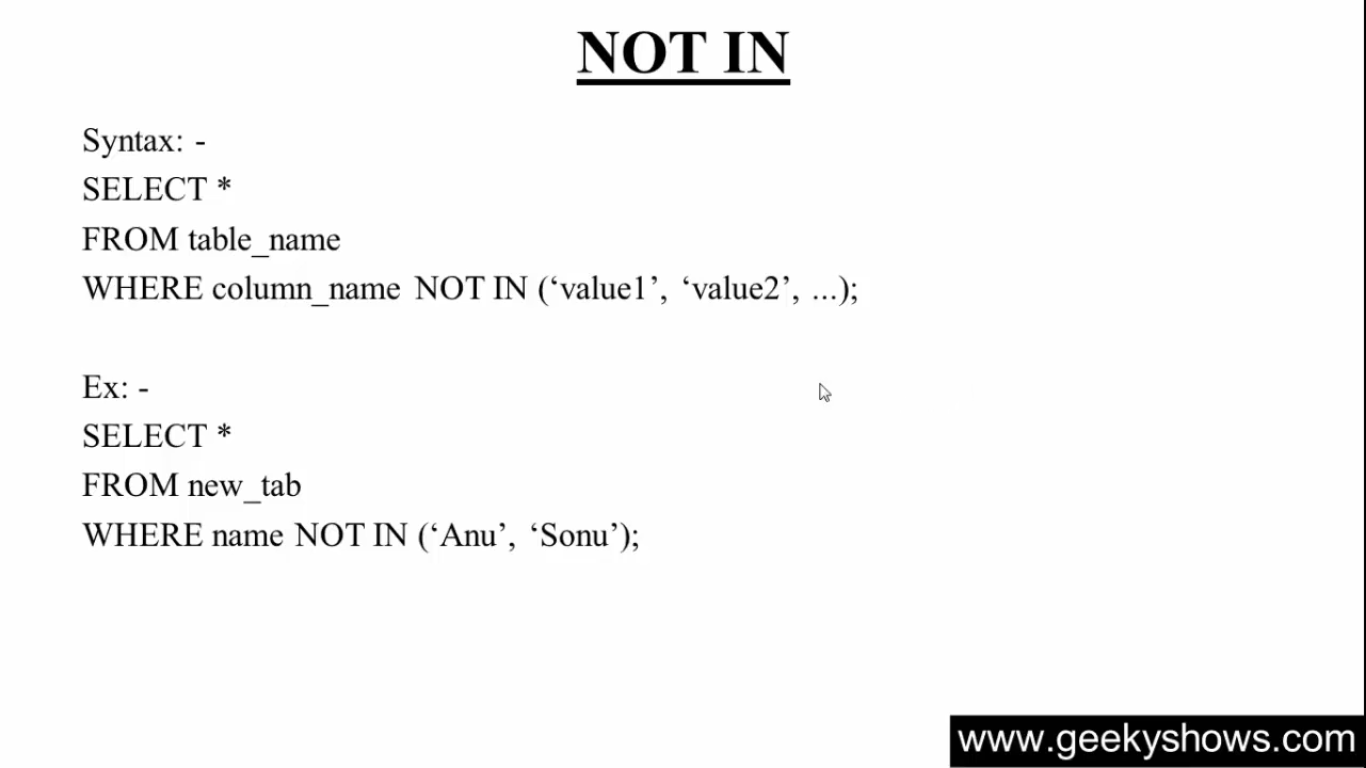 NOT IN
Syntax: -
SELECT *
FROM table_name
WHERE column_name NOT IN (‘value1’, ‘value2’, ...);
Ex: -
SELECT *
FROM new_tab
WHERE name NOT IN (‘Anu’, ‘Sonu’);
www.geekyshows.com